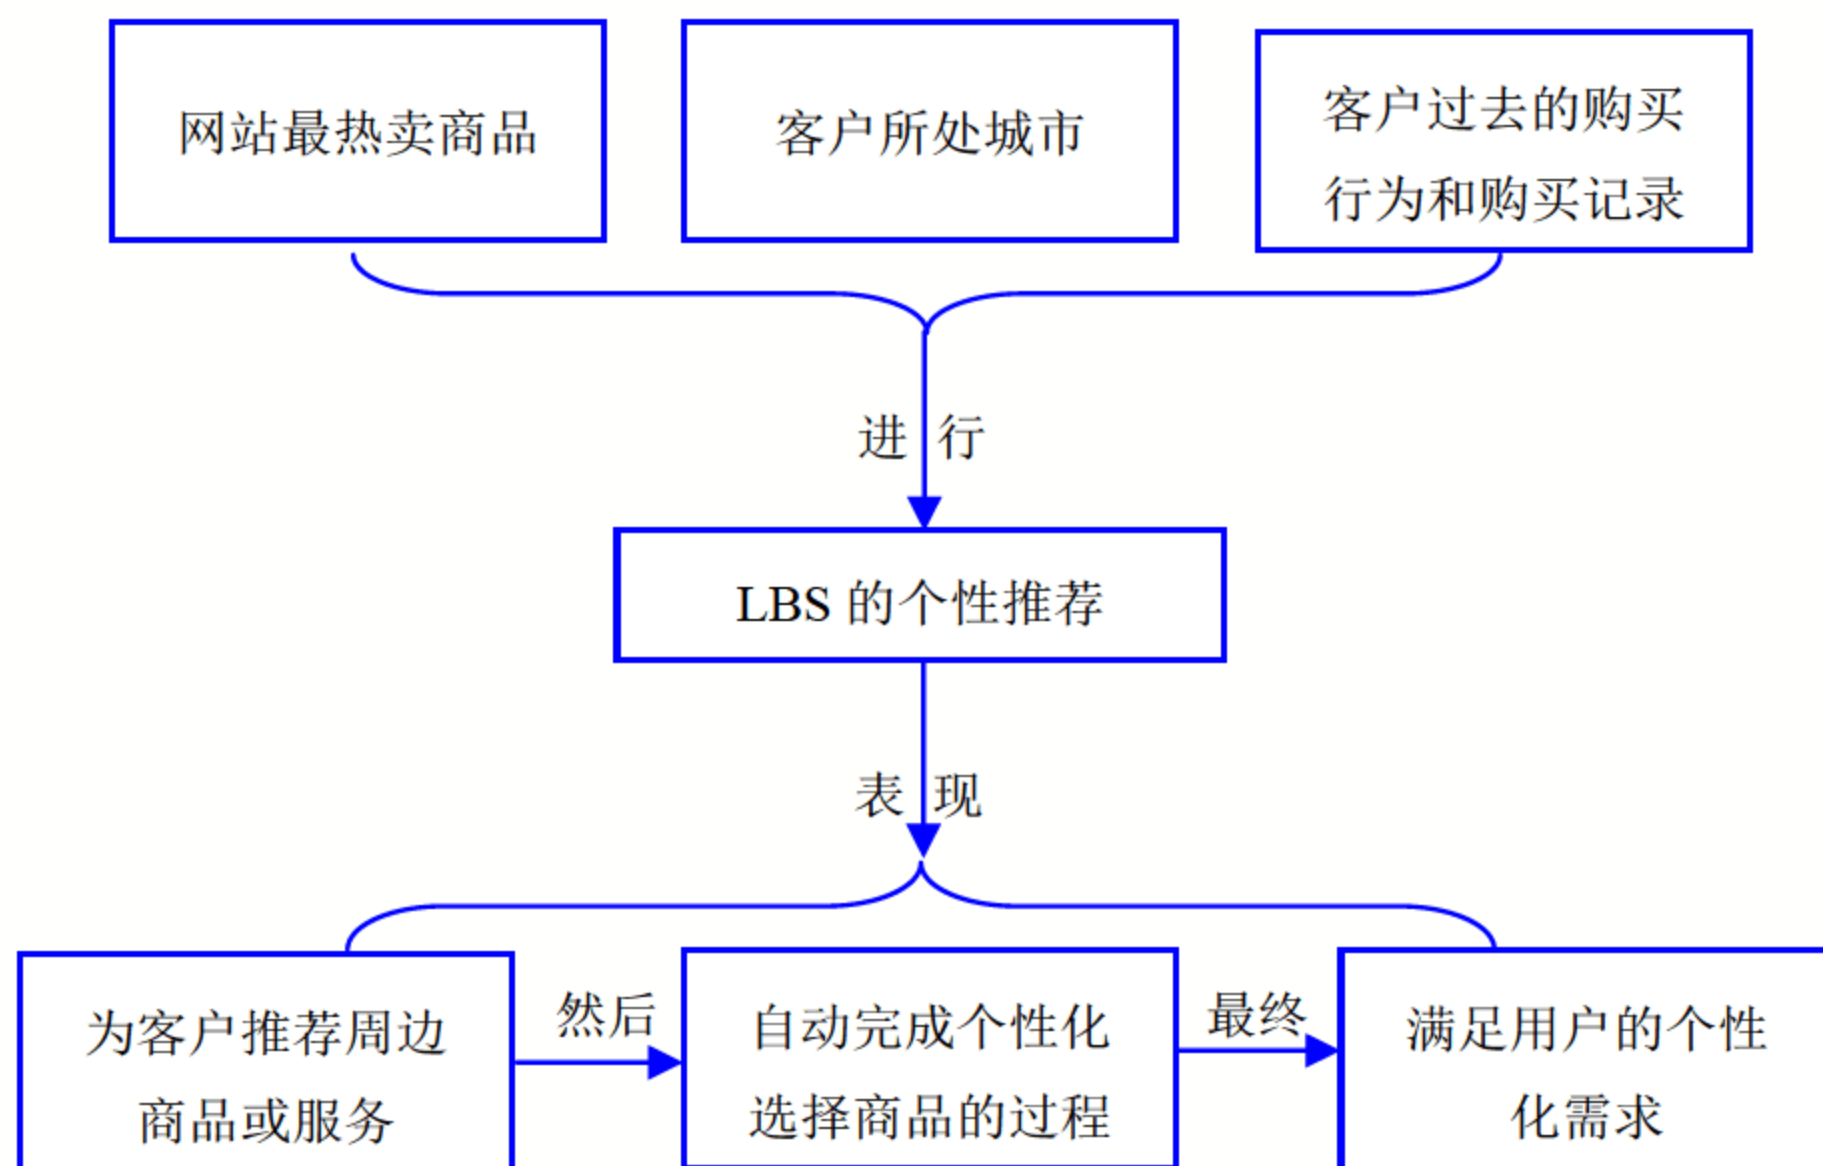 网站最热卖商品
客户所处城市
客户过去的购买
行为和购买记录
进行
LBS 的个性推荐
表现
为客户推荐周边
商品或服务
然后
自动完成个性化
选择商品的过程
最终
满足用户的个性
化需求